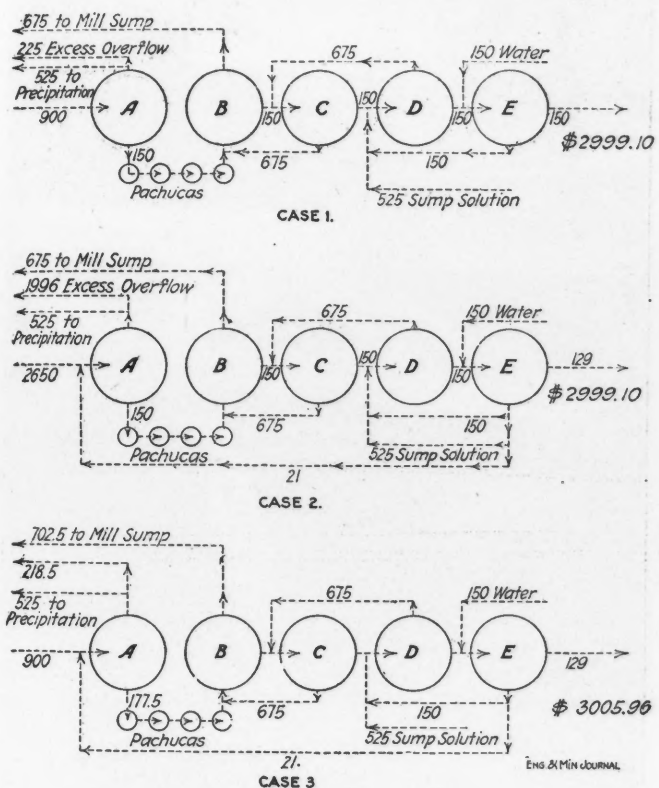 675 to Mill Sump
225 Excess Overflow
525 to
Precipitation
900
A
B
C
D
E
675
150 Water
150
150
150
150
150
Pachucas
675
150
525 Sump Solution
$2999.10
CASE 1.
675 to Mill Sump
1996 Excess Overflow
525 to
Precipitation
2650
A
B
C
D
E
675
150 Water
150
150
150
129
$2999.10
150
Pachucas
675
150
525 Sump Solution
21
CASE 2.
702.5 to Mill Sump
218.5
525 to
Precipitation
900
A
B
C
D
E
675
150 Water
129
$ 3005.96
177.5
Pachucas
675
150
525 Sump Solution
21.
CASE 3
ENG. & MIN JOURNAL